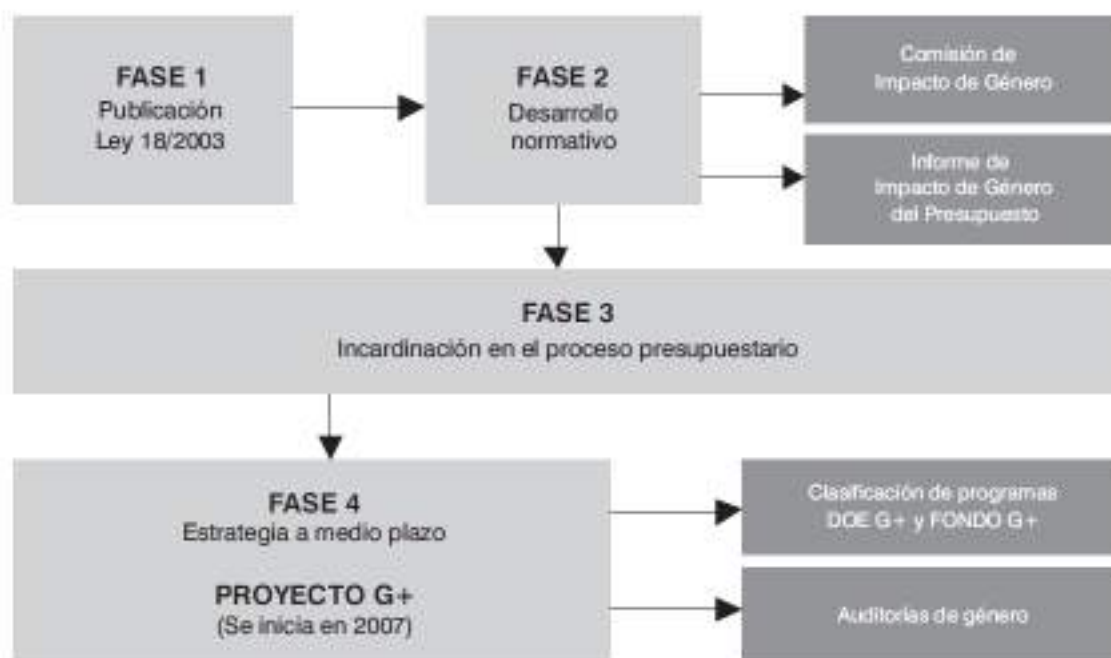 FASE 1
Publicación
Ley 18/2003
FASE 2
Desarrollo
normativo
Comisión de
Impacto de Género
Informe de
Impacto de Género
del Presupuesto
FASE 3
Incardinación en el proceso presupuestario
FASE 4
Estrategia a medio plazo
PROYECTO G+
(Se inicia en 2007)
Clasificación de programas
DOE G+ y FONDO G+
Auditorías de género